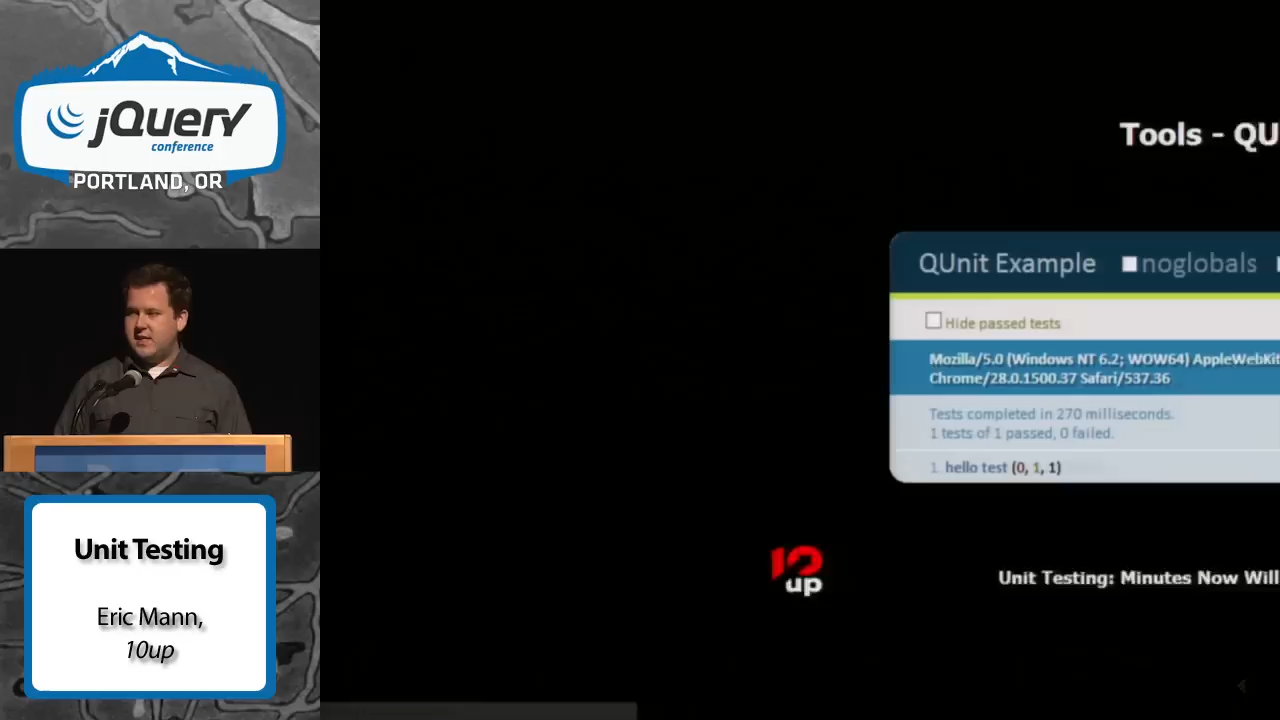 jQuery
conference
PORTLAND, OR
Unit Testing
Eric Mann,
10up
Tools - QU
QUnit Example noglobals
Hide passed tests
Mozilla/5.0 (Windows NT 6.2; WOW64) AppleWebKit
Chrome/28.0.1500.37 Safari/537.36
Tests completed in 270 milliseconds.
1 tests of 1 passed, 0 failed.
1. hello test (0, 1, 1)
10up
Unit Testing: Minutes Now Will